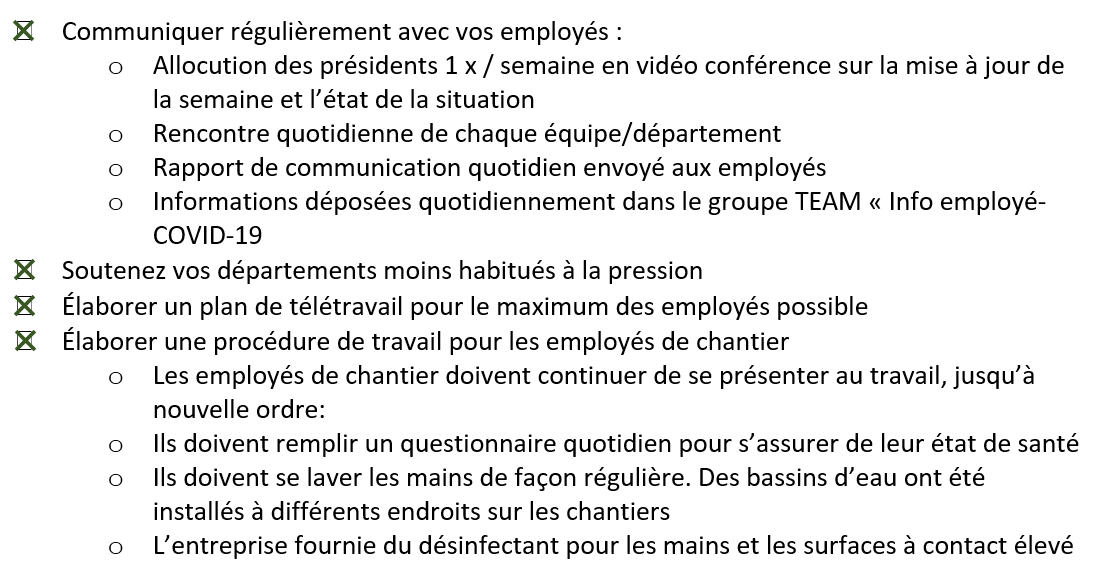 Communiquer régulièrement avec vos employés :
o Allocution des présidents 1 x / semaine en vidéo conférence sur la mise à jour de
la semaine et l’état de la situation
o Rencontre quotidienne de chaque équipe/département
o Rapport de communication quotidien envoyé aux employés
o Informations déposées quotidiennement dans le groupe TEAM « Info employé-
COVID-19
Soutenez vos départements moins habitués à la pression
Élaborer un plan de télétravail pour le maximum des employés possible
Élaborer une procédure de travail pour les employés de chantier
o Les employés de chantier doivent continuer de se présenter au travail, jusqu’à
nouvelle ordre:
o Ils doivent remplir un questionnaire quotidien pour s’assurer de leur état de santé
o Ils doivent se laver les mains de façon régulière. Des bassins d’eau ont été
installés à différents endroits sur les chantiers
o L’entreprise fournie du désinfectant pour les mains et les surfaces à contact élevé